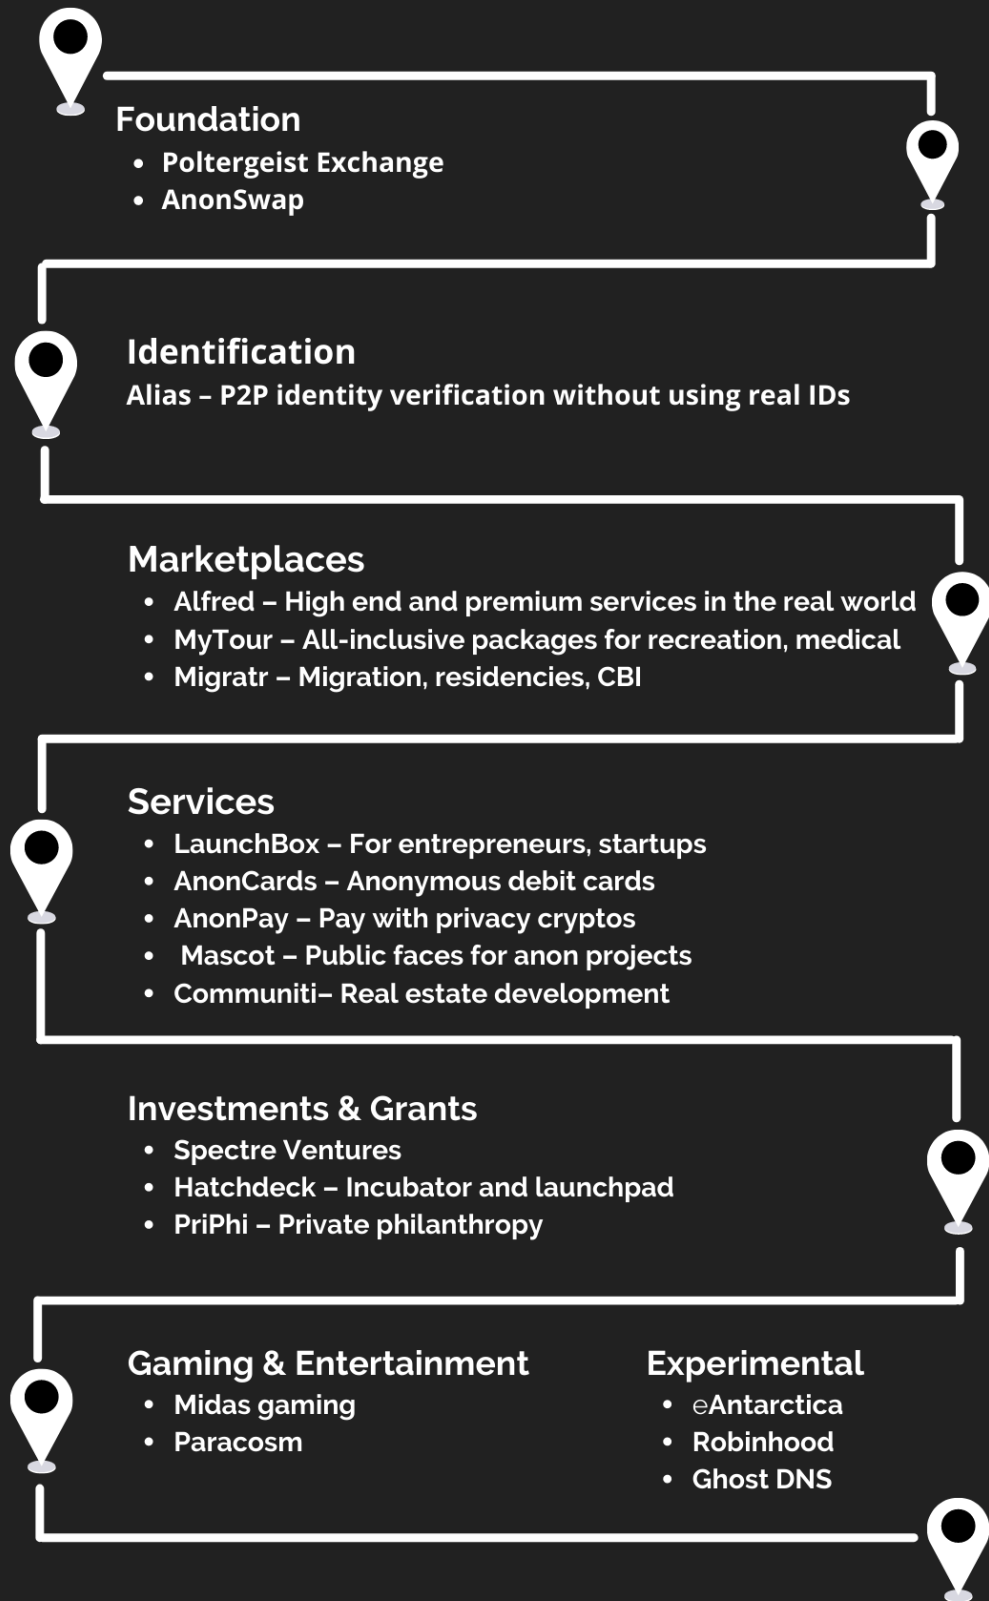 Foundation
• Poltergeist Exchange
• AnonSwap
Identification
Alias – P2P identity verification without using real IDs
Marketplaces
• Alfred – High end and premium services in the real world
• MyTour – All-inclusive packages for recreation, medical
• Migratr – Migration, residencies, CBI
Services
• LaunchBox – For entrepreneurs, startups
• AnonCards – Anonymous debit cards
• AnonPay – Pay with privacy cryptos
• Mascot – Public faces for anon projects
• Communiti– Real estate development
Investments & Grants
• Spectre Ventures
• Hatchdeck – Incubator and launchpad
• PriPhi – Private philanthropy
Gaming & Entertainment
• Midas gaming
• Paracosm
Experimental
• eAntarctica
• Robinhood
• Ghost DNS